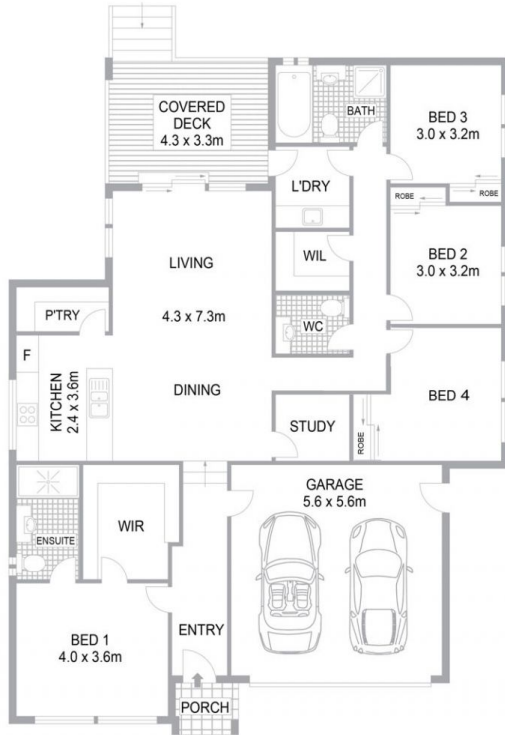 COVERED
DECK
4.3 x 3.3m
BATH
BED 3
3.0 x 3.2m
L'DRY
ROBE
ROBE
WIL
BED 2
3.0 x 3.2m
LIVING
4.3 x 7.3m
P'TRY
WC
F
KITCHEN
2.4 x 3.6m
DINING
STUDY
ROBE
BED 4
GARAGE
5.6 x 5.6m
WIR
ENSUITE
BED 1
4.0 x 3.6m
ENTRY
PORCH